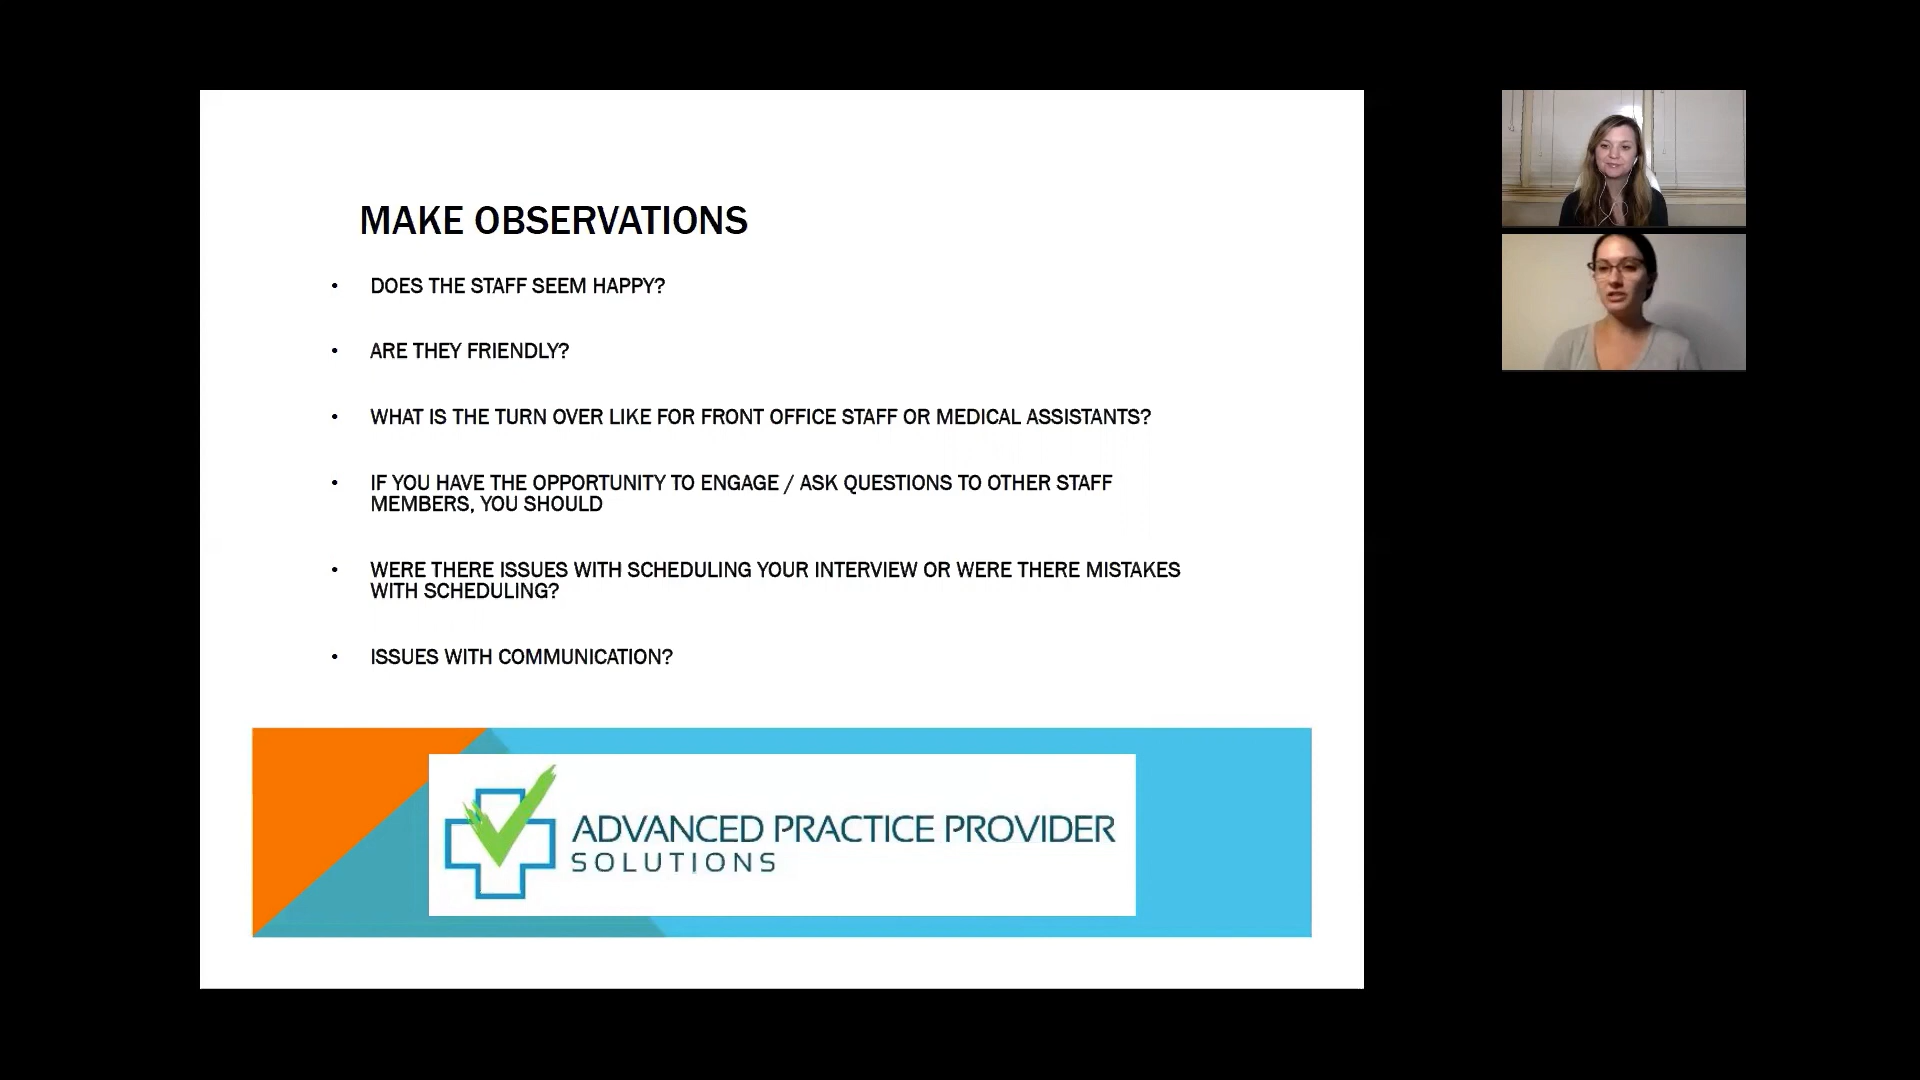 MAKE OBSERVATIONS
• DOES THE STAFF SEEM HAPPY?
• ARE THEY FRIENDLY?
• WHAT IS THE TURN OVER LIKE FOR FRONT OFFICE STAFF OR MEDICAL ASSISTANTS?
• IF YOU HAVE THE OPPORTUNITY TO ENGAGE / ASK QUESTIONS TO OTHER STAFF
MEMBERS, YOU SHOULD
• WERE THERE ISSUES WITH SCHEDULING YOUR INTERVIEW OR WERE THERE MISTAKES
WITH SCHEDULING?
• ISSUES WITH COMMUNICATION?
ADVANCED PRACTICE PROVIDER
SOLUTIONS